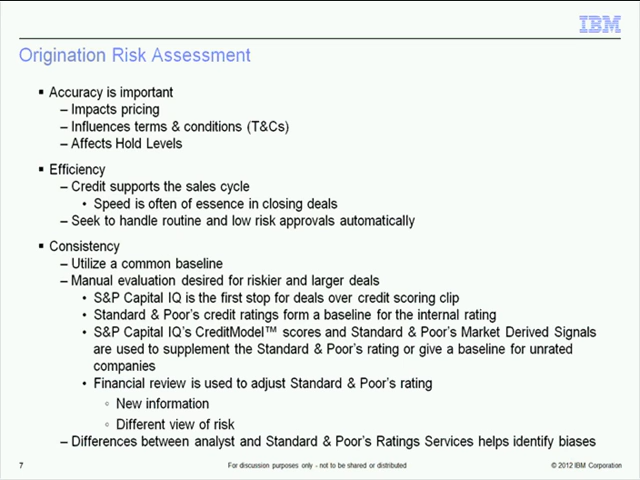 IBM
Origination Risk Assessment
▪ Accuracy is important
– Impacts pricing
– Influences terms & conditions (T&Cs)
– Affects Hold Levels
▪ Efficiency
– Credit supports the sales cycle
• Speed is often of essence in closing deals
– Seek to handle routine and low risk approvals automatically
▪ Consistency
– Utilize a common baseline
– Manual evaluation desired for riskier and larger deals
• S&P Capital IQ is the first stop for deals over credit scoring clip
• Standard & Poor's credit ratings form a baseline for the internal rating
• S&P Capital IQ's CreditModel™ scores and Standard & Poor's Market Derived Signals
are used to supplement the Standard & Poor's rating or give a baseline for unrated
companies
• Financial review is used to adjust Standard & Poor's rating
◦ New information
◦ Different view of risk
– Differences between analyst and Standard & Poor's Ratings Services helps identify biases
7 For discussion purposes only - not to be shared or distributed © 2012 IBM Corporation